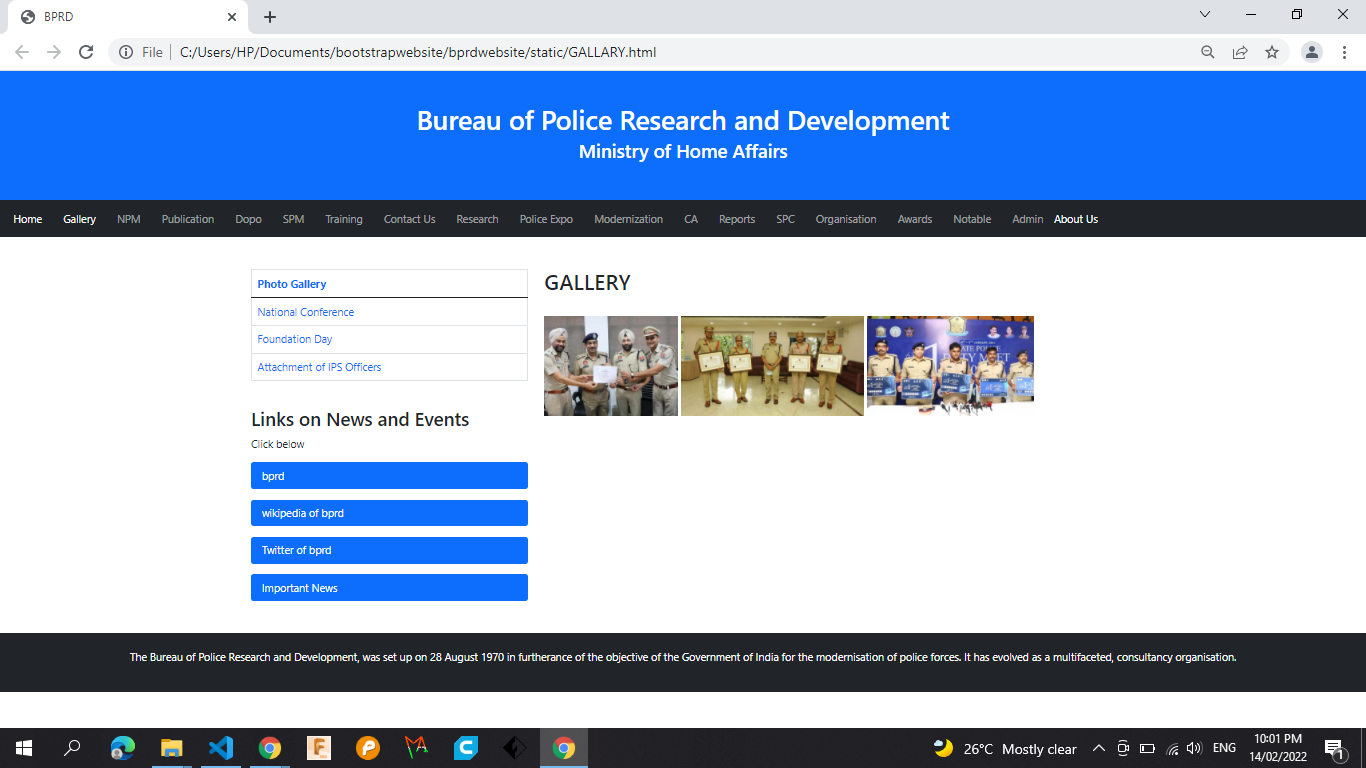 BPRD
File
C:/Users/HP/Documents/bootstrapwebsite/bprdwebsite/static/GALLARY.html
Bureau of Police Research and Development
Ministry of Home Affairs
Home Gallery NPM Publication Dopo SPM Training Contact Us Research Police Expo Modernization CA Reports SPC Organisation Awards Notable Admin About Us
Photo Gallery
National Conference
Foundation Day
Attachment of IPS Officers
GALLERY
Links on News and Events
Click below
bprd
wikipedia of bprd
Twitter of bprd
Important News
The Bureau of Police Research and Development, was set up on 28 August 1970 in furtherance of the objective of the Government of India for the modernisation of police forces. It has evolved as a multifaceted, consultancy organisation.
26°C Mostly clear
ENG
10:01 PM
14/02/2022
1